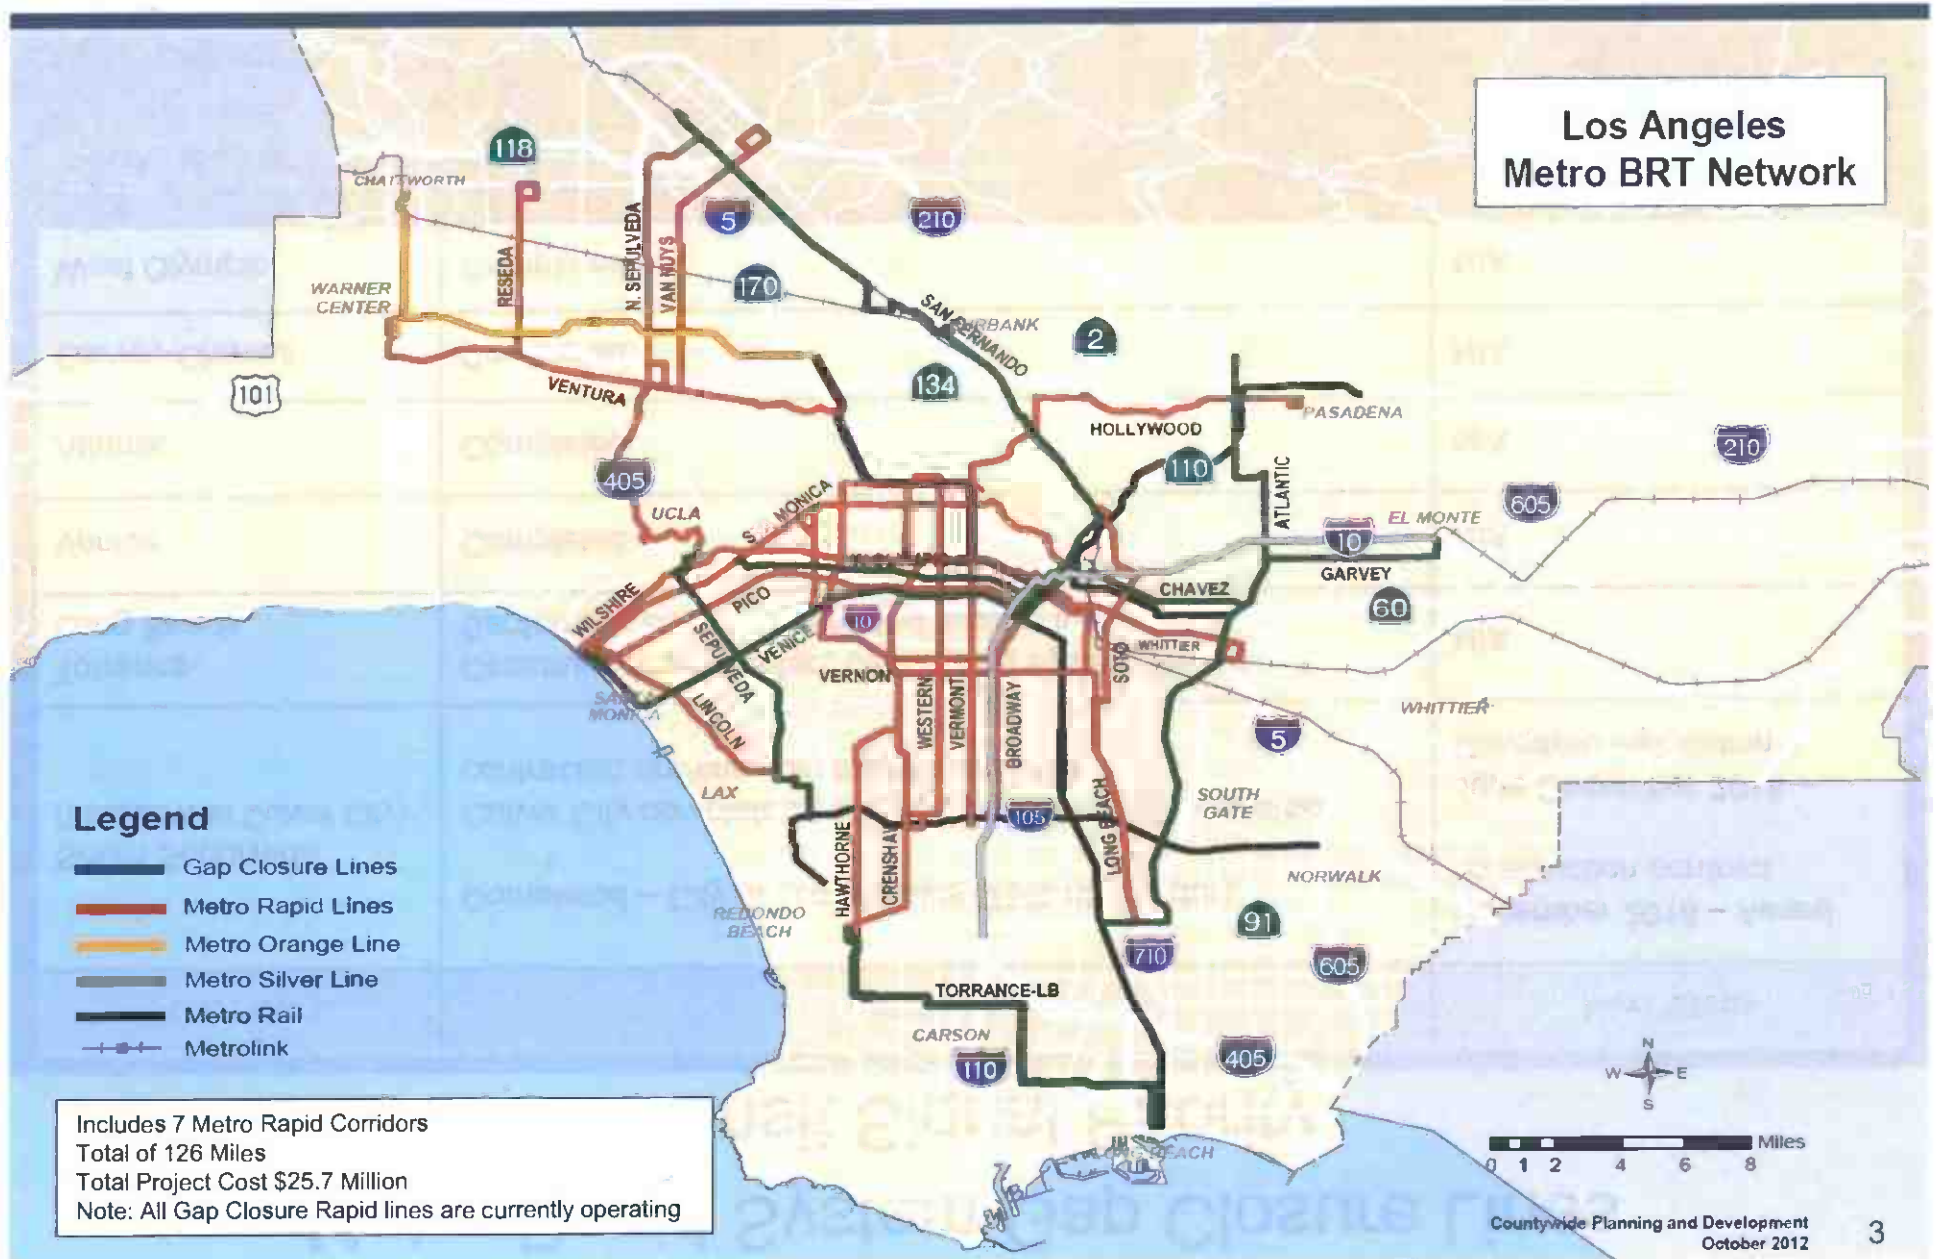 Los Angeles
Metro BRT Network
118
CHATSWORTH
5
210
N. SEPULVEDA
VAN NUYS
RESEDA
170
WARNER
CENTER
SAN FERNANDO
2
101
VENTURA
134
PASADENA
HOLLYWOOD
210
110
405
ATLANTIC
605
UCLA
S MONICA
EL MONTE
10
GARVEY
CHAVEZ
60
WILSHIRE
PICO
10
SEPULVEDA
VENICE
WHITTIER
SOTO
VERNON
SANTA
MONICA
LINCOLN
WESTERN
VERMONT
BROADWAY
WHITTIER
5
LAX
SOUTH
GATE
105
LONG BEACH
HAWTHORNE
CRENSHAW
NORWALK
REDONDO
BEACH
91
710
605
TORRANCE-LB
CARSON
110
405
LONG BEACH
Legend
Gap Closure Lines
Metro Rapid Lines
Metro Orange Line
Metro Silver Line
Metro Rail
Metrolink
Includes 7 Metro Rapid Corridors
Total of 126 Miles
Total Project Cost $25.7 Million
Note: All Gap Closure Rapid lines are currently operating
N
W E
S
Miles
0 1 2 4 6 8
Countywide Planning and Development
October 2012
3